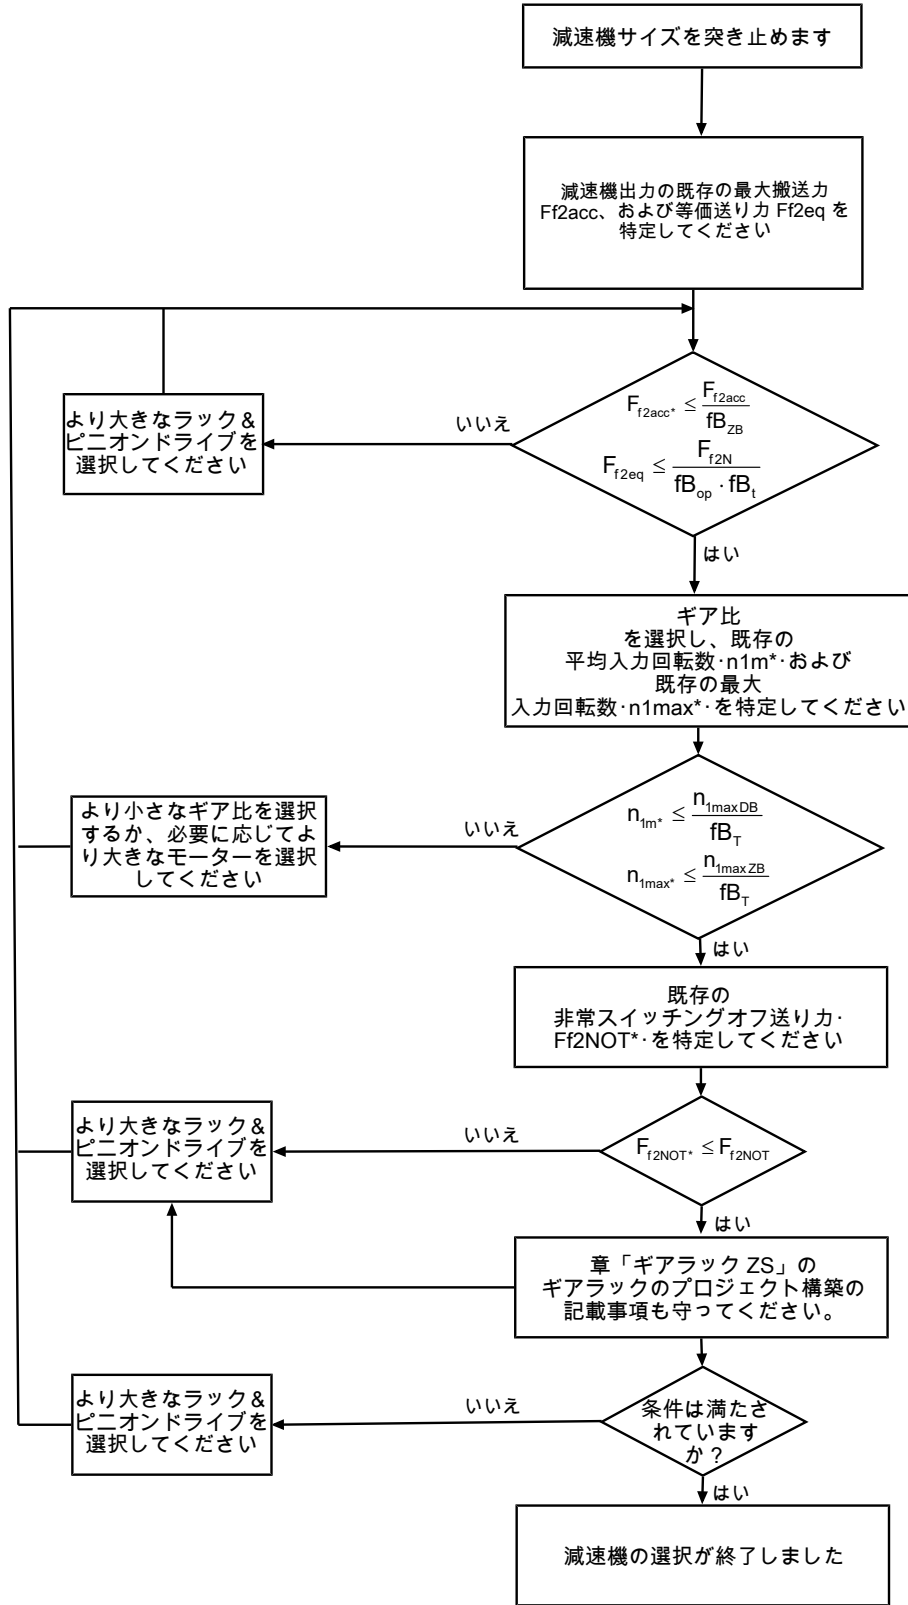 減速機サイズを突き止めます
減速機出力の既存の最大搬送力
Ff2acc、および等価送り力 Ff2eq を
特定してください
より大きなラック&
ピニオンドライブを
選択してください
いいえ
F_f2acc* ≤ F_f2acc / fB_ZB
F_f2eq ≤ F_f2N / fB_op · fB_t
はい
ギア比
を選択し、既存の
平均入力回転数·n1m*·および
既存の最大
入力回転数·n1max*·を特定してください
より小さなギア比を選択
するか、必要に応じてよ
り大きなモーターを選択
してください
いいえ
n_1m* ≤ n_1maxDB / fB_T
n_1max* ≤ n_1maxZB / fB_T
はい
既存の
非常スイッチングオフ送り力·
Ff2NOT*·を特定してください
より大きなラック&
ピニオンドライブを
選択してください
いいえ
F_f2NOT* ≤ F_f2NOT
はい
章「ギアラック ZS」の
ギアラックのプロジェクト構築の
記載事項も守ってください。
より大きなラック&
ピニオンドライブを
選択してください
いいえ
条件は満たさ
れています
か?
はい
減速機の選択が終了しました